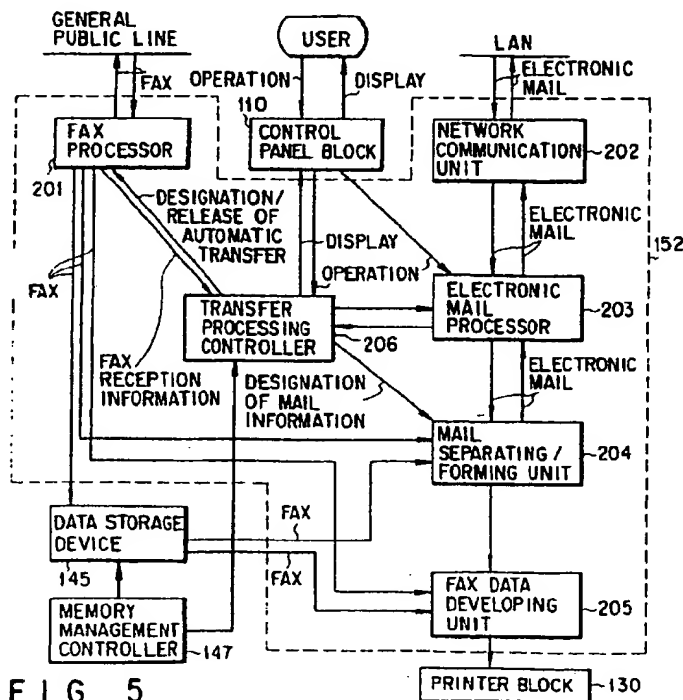 GENERAL
PUBLIC LINE
USER
LAN
FAX
OPERATION
DISPLAY
ELECTRONIC
MAIL
110
FAX
PROCESSOR
201
CONTROL
PANEL BLOCK
NETWORK
COMMUNICATION
UNIT
202
DESIGNATION/
RELEASE OF
AUTOMATIC
TRANSFER
DISPLAY
OPERATION
ELECTRONIC
MAIL
152
FAX
TRANSFER
PROCESSING
CONTROLLER
206
ELECTRONIC
MAIL
PROCESSOR
203
FAX
RECEPTION
INFORMATION
DESIGNATION
OF MAIL
INFORMATION
ELECTRONIC
MAIL
MAIL
SEPARATING/
FORMING UNIT
204
DATA STORAGE
DEVICE
145
FAX
FAX
FAX DATA
DEVELOPING
UNIT
205
MEMORY
MANAGEMENT
CONTROLLER
147
PRINTER BLOCK
130
FIG. 5